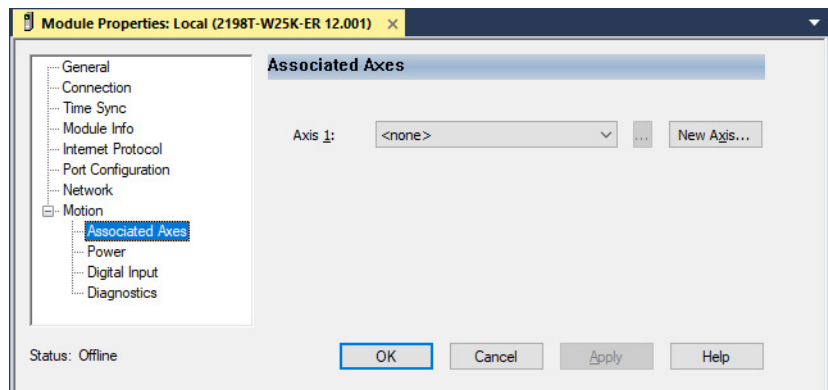 Module Properties: Local (2198T-W25K-ER 12.001) ×
General
Connection
Time Sync
Module Info
Internet Protocol
Port Configuration
Network
Motion
Associated Axes
Power
Digital Input
Diagnostics
Associated Axes
Axis 1: <none> ... New Axis...
Status: Offline
OK Cancel Apply Help